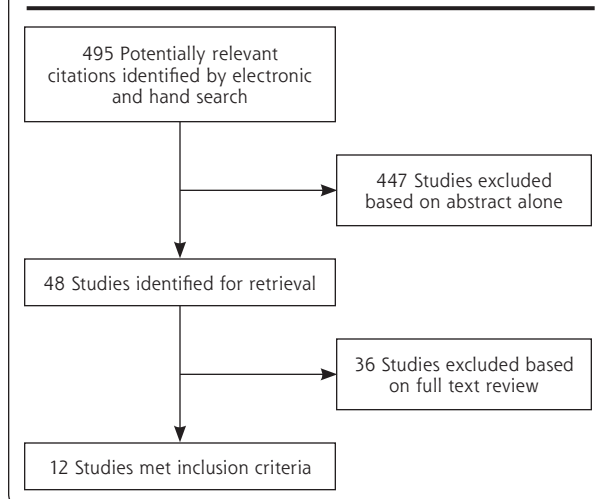 495 Potentially relevant
citations identified by electronic
and hand search
447 Studies excluded
based on abstract alone
48 Studies identified for retrieval
36 Studies excluded based
on full text review
12 Studies met inclusion criteria